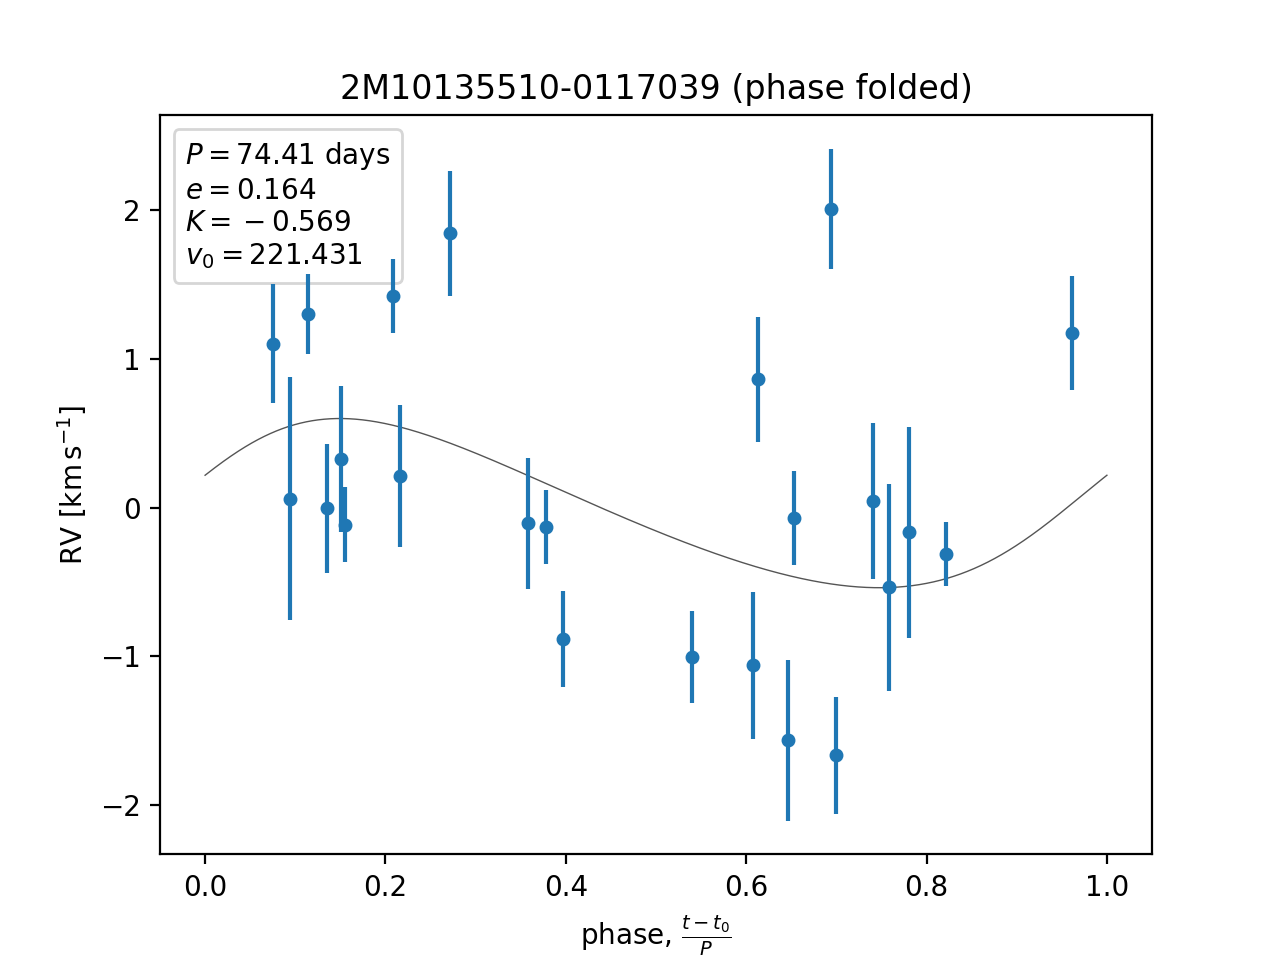 2M10135510-0117039 (phase folded)
P = 74.41 days
e = 0.164
K = −0.569
v₀ = 221.431
RV [km s⁻¹]
2
1
0
−1
−2
0.0 0.2 0.4 0.6 0.8 1.0
phase, (t − t₀)/P